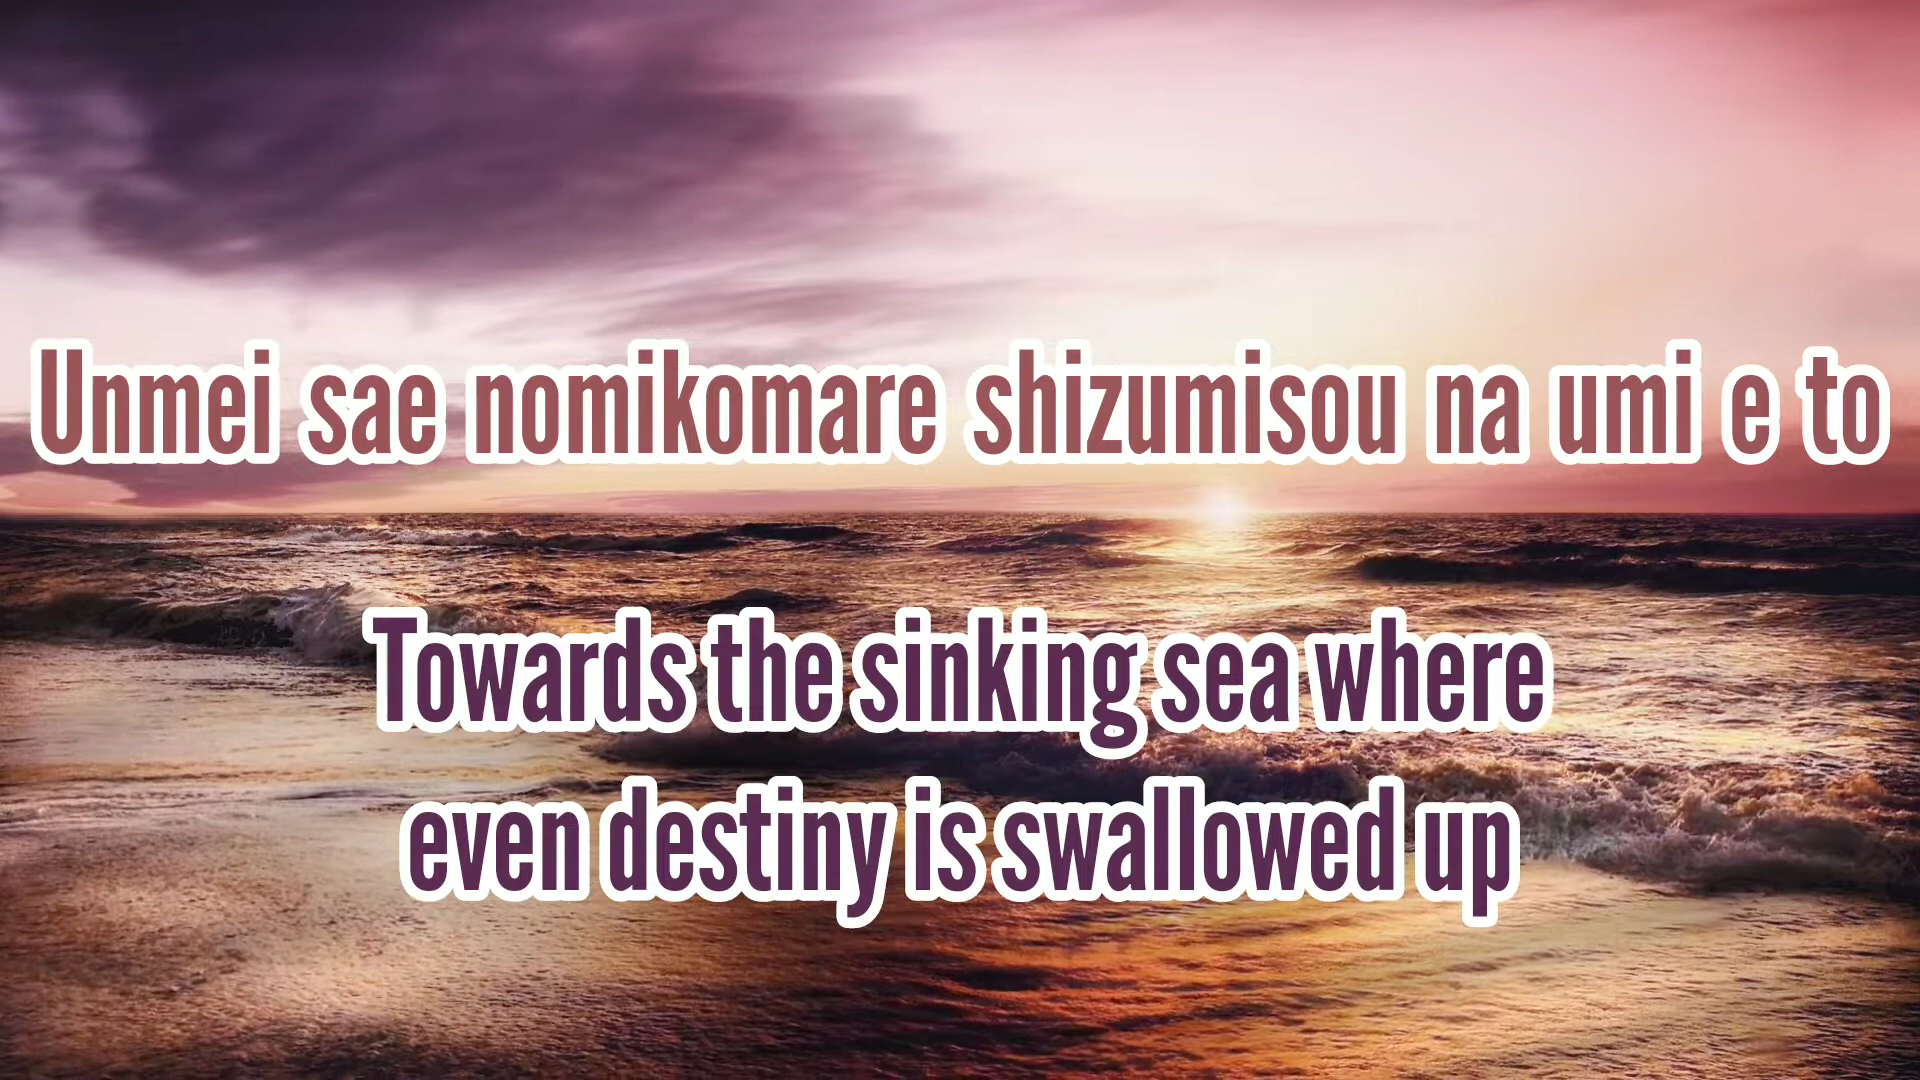 Unmei sae nomikomare shizumisou na umi e to
Towards the sinking sea where
even destiny is swallowed up